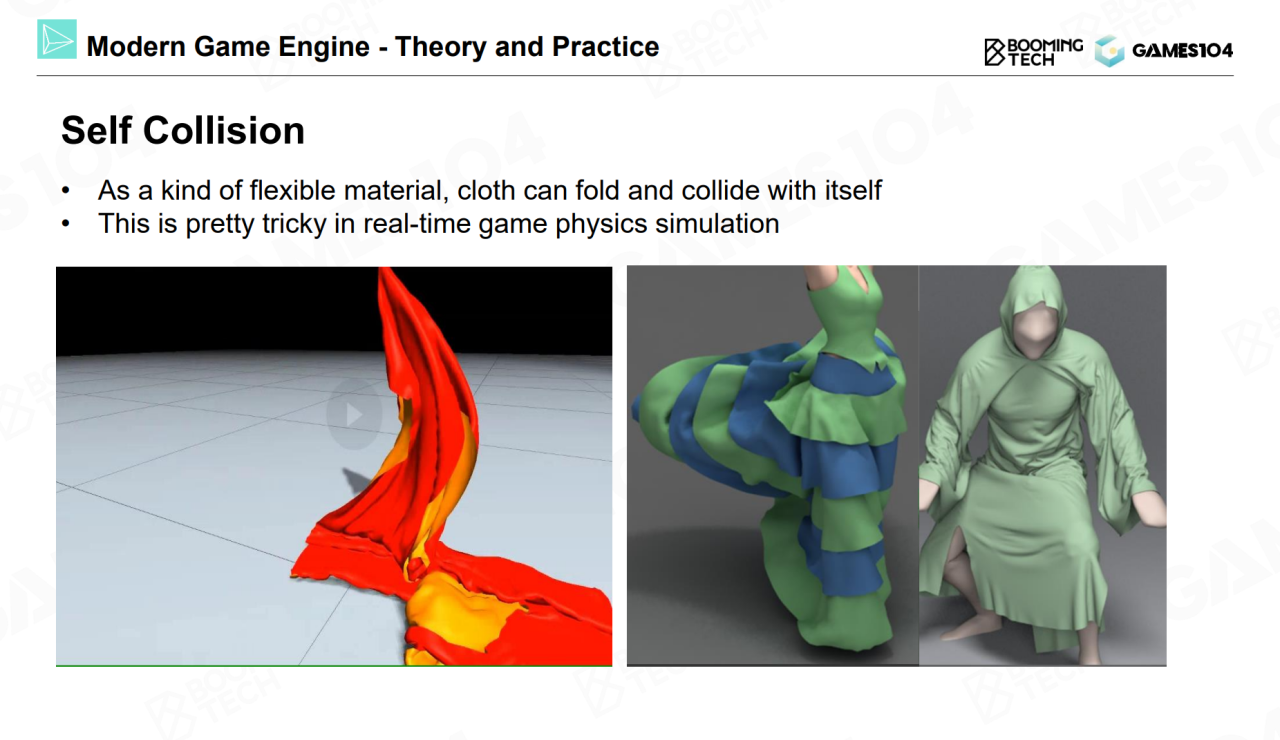 Modern Game Engine - Theory and Practice
BOOMING
TECH
GAMES104
Self Collision
• As a kind of flexible material, cloth can fold and collide with itself
• This is pretty tricky in real-time game physics simulation